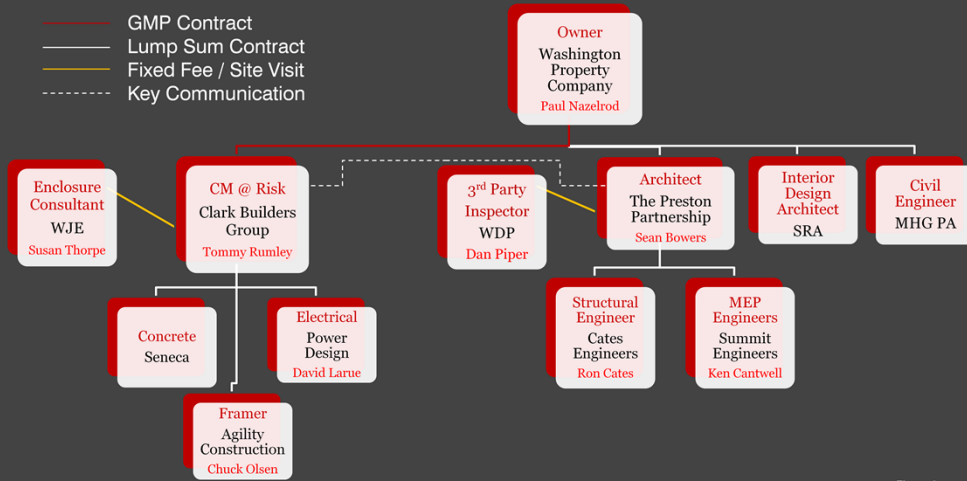 GMP Contract
Lump Sum Contract
Fixed Fee / Site Visit
Key Communication
Owner
Washington
Property
Company
Paul Nazelrod
Enclosure
Consultant
WJE
Susan Thorpe
CM @ Risk
Clark Builders
Group
Tommy Rumley
3rd Party
Inspector
WDP
Dan Piper
Architect
The Preston
Partnership
Sean Bowers
Interior
Design
Architect
SRA
Civil
Engineer
MHG PA
Concrete
Seneca
Electrical
Power
Design
David Larue
Framer
Agility
Construction
Chuck Olsen
Structural
Engineer
Cates
Engineers
Ron Cates
MEP
Engineers
Summit
Engineers
Ken Cantwell